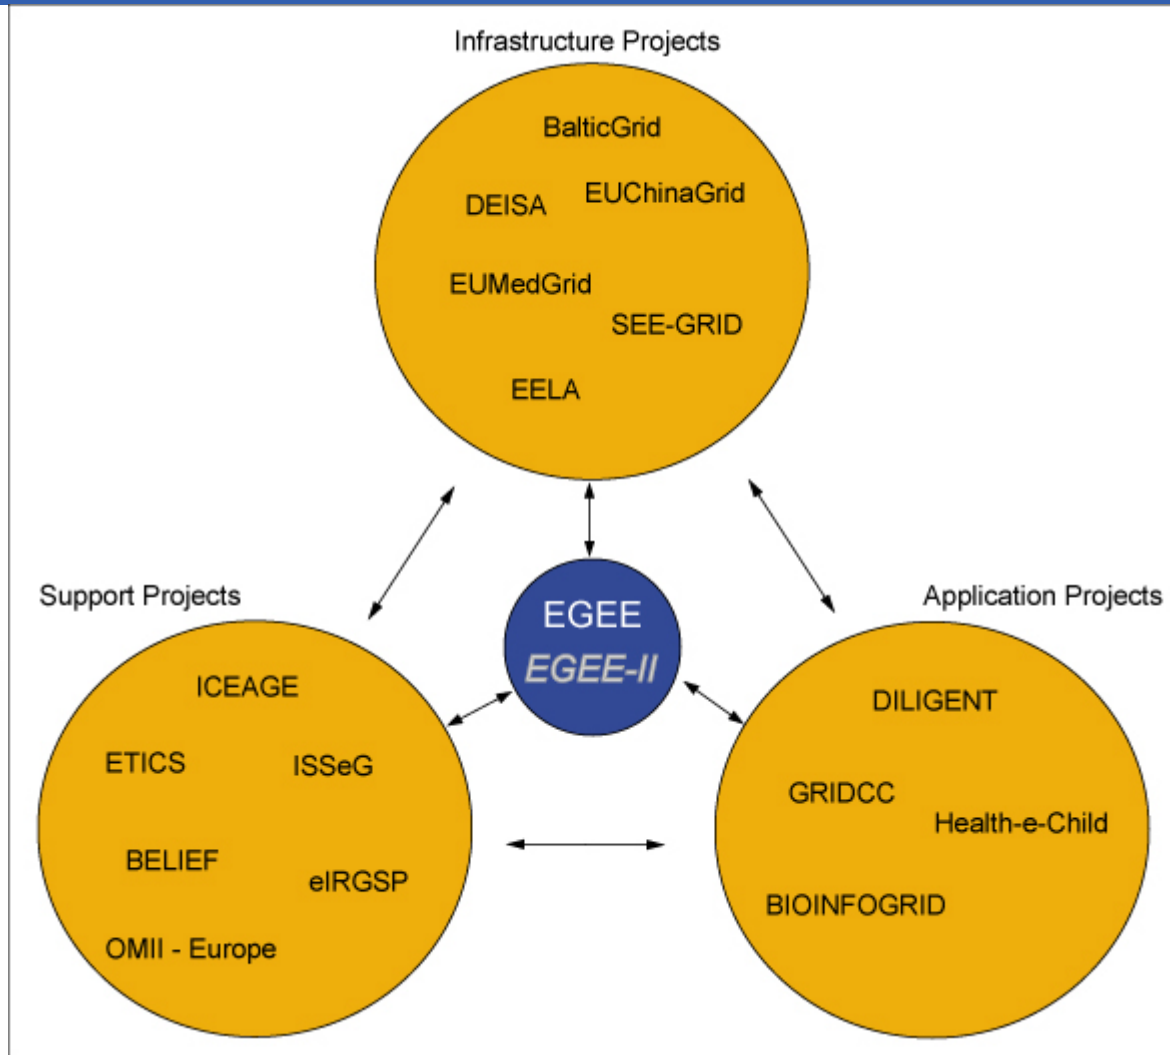 Infrastructure Projects
BalticGrid
EUChinaGrid
DEISA
EUMedGrid
SEE-GRID
EELA
Support Projects
Application Projects
EGEE
EGEE-II
ICEAGE
ETICS
ISSeG
BELIEF
eIRGSP
OMII - Europe
DILIGENT
GRIDCC
Health-e-Child
BIOINFOGRID